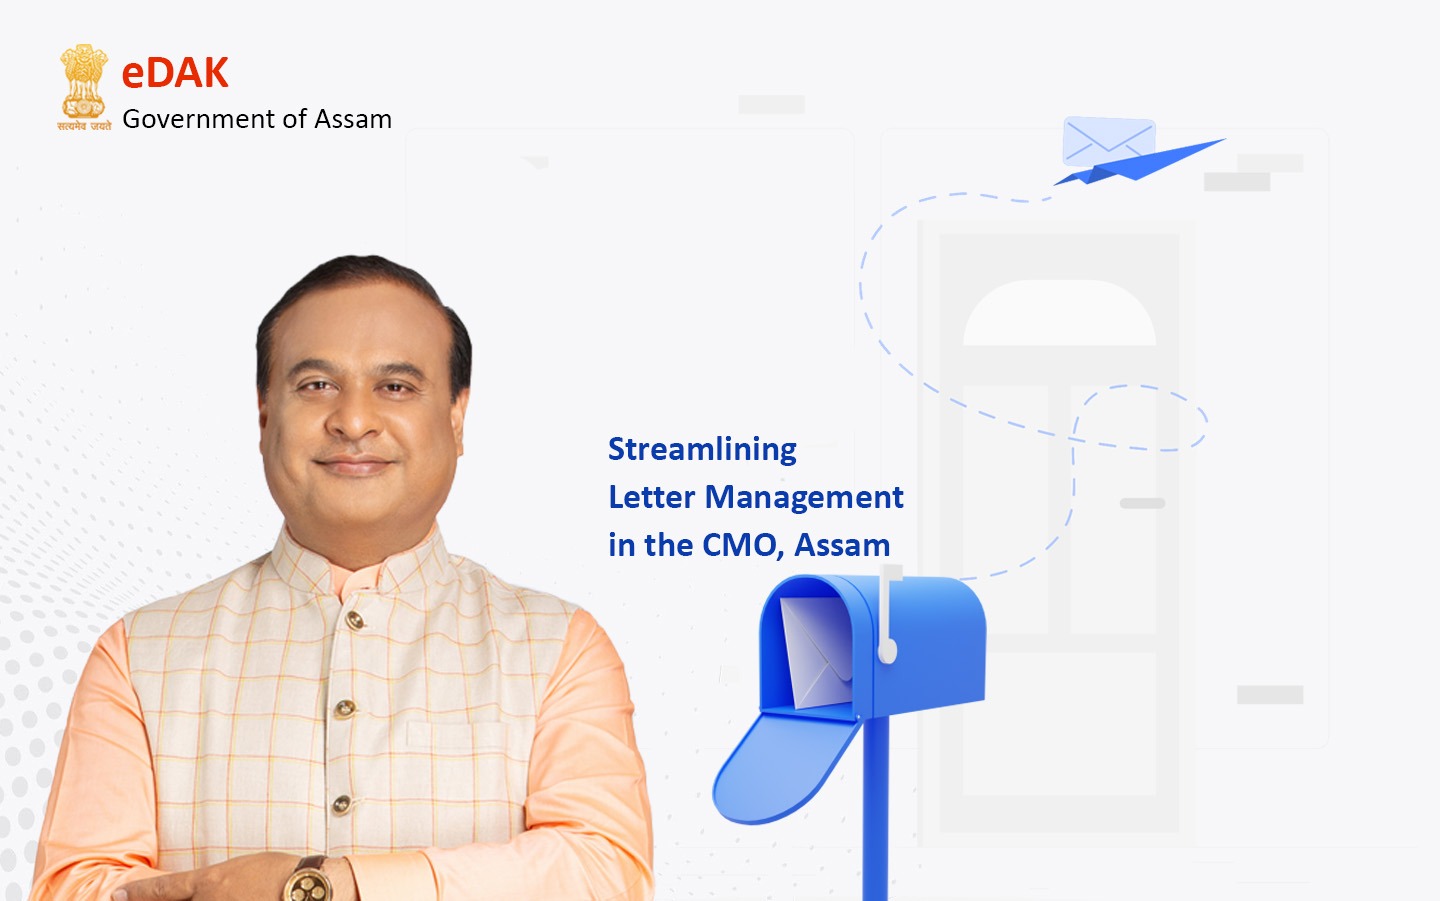 eDAK
Government of Assam
सत्यमेव जयते
Streamlining
Letter Management
in the CMO, Assam